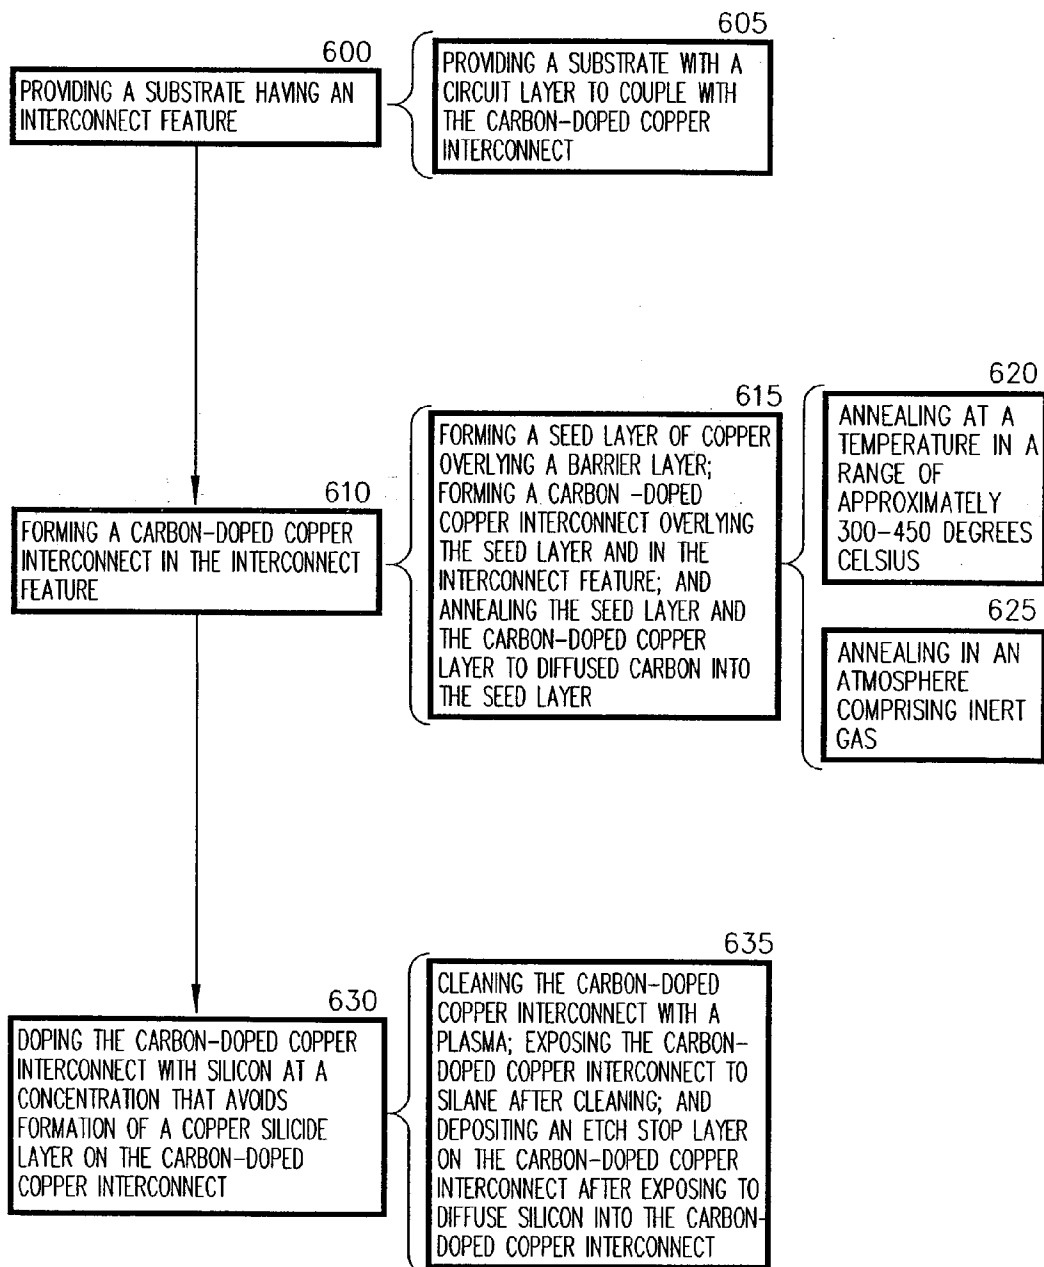 600
PROVIDING A SUBSTRATE HAVING AN
INTERCONNECT FEATURE
605
PROVIDING A SUBSTRATE WITH A
CIRCUIT LAYER TO COUPLE WITH
THE CARBON-DOPED COPPER
INTERCONNECT
610
FORMING A CARBON-DOPED COPPER
INTERCONNECT IN THE INTERCONNECT
FEATURE
615
FORMING A SEED LAYER OF COPPER
OVERLYING A BARRIER LAYER;
FORMING A CARBON -DOPED
COPPER INTERCONNECT OVERLYING
THE SEED LAYER AND IN THE
INTERCONNECT FEATURE; AND
ANNEALING THE SEED LAYER AND
THE CARBON-DOPED COPPER
LAYER TO DIFFUSED CARBON INTO
THE SEED LAYER
620
ANNEALING AT A
TEMPERATURE IN A
RANGE OF
APPROXIMATELY
300-450 DEGREES
CELSIUS
625
ANNEALING IN AN
ATMOSPHERE
COMPRISING INERT
GAS
630
DOPING THE CARBON-DOPED COPPER
INTERCONNECT WITH SILICON AT A
CONCENTRATION THAT AVOIDS
FORMATION OF A COPPER SILICIDE
LAYER ON THE CARBON-DOPED
COPPER INTERCONNECT
635
CLEANING THE CARBON-DOPED
COPPER INTERCONNECT WITH A
PLASMA; EXPOSING THE CARBON-
DOPED COPPER INTERCONNECT TO
SILANE AFTER CLEANING; AND
DEPOSITING AN ETCH STOP LAYER
ON THE CARBON-DOPED COPPER
INTERCONNECT AFTER EXPOSING TO
DIFFUSE SILICON INTO THE CARBON-
DOPED COPPER INTERCONNECT